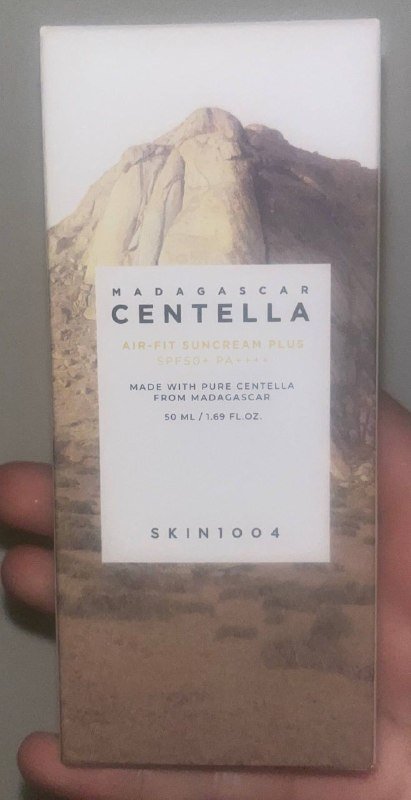 MADAGASCAR
CENTELLA
AIR-FIT SUNCREAM PLUS
SPF50+ PA++++
MADE WITH PURE CENTELLA
FROM MADAGASCAR
50 ML / 1.69 FL.OZ.
SKIN1004